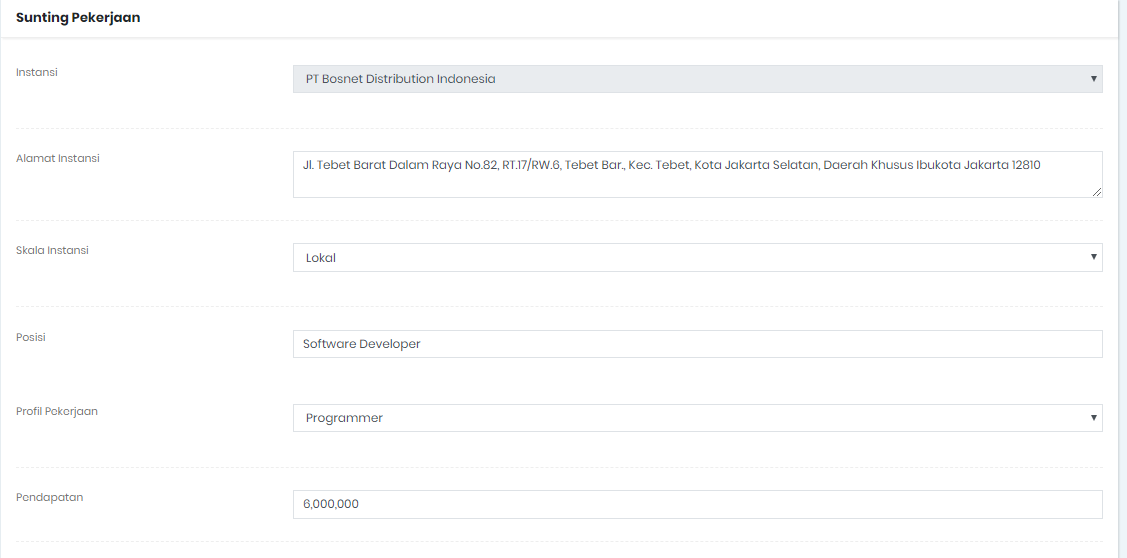 Sunting Pekerjaan
Instansi
PT Bosnet Distribution Indonesia
Alamat Instansi
Jl. Tebet Barat Dalam Raya No.82, RT.17/RW.6, Tebet Bar., Kec. Tebet, Kota Jakarta Selatan, Daerah Khusus Ibukota Jakarta 12810
Skala Instansi
Lokal
Posisi
Software Developer
Profil Pekerjaan
Programmer
Pendapatan
6,000,000